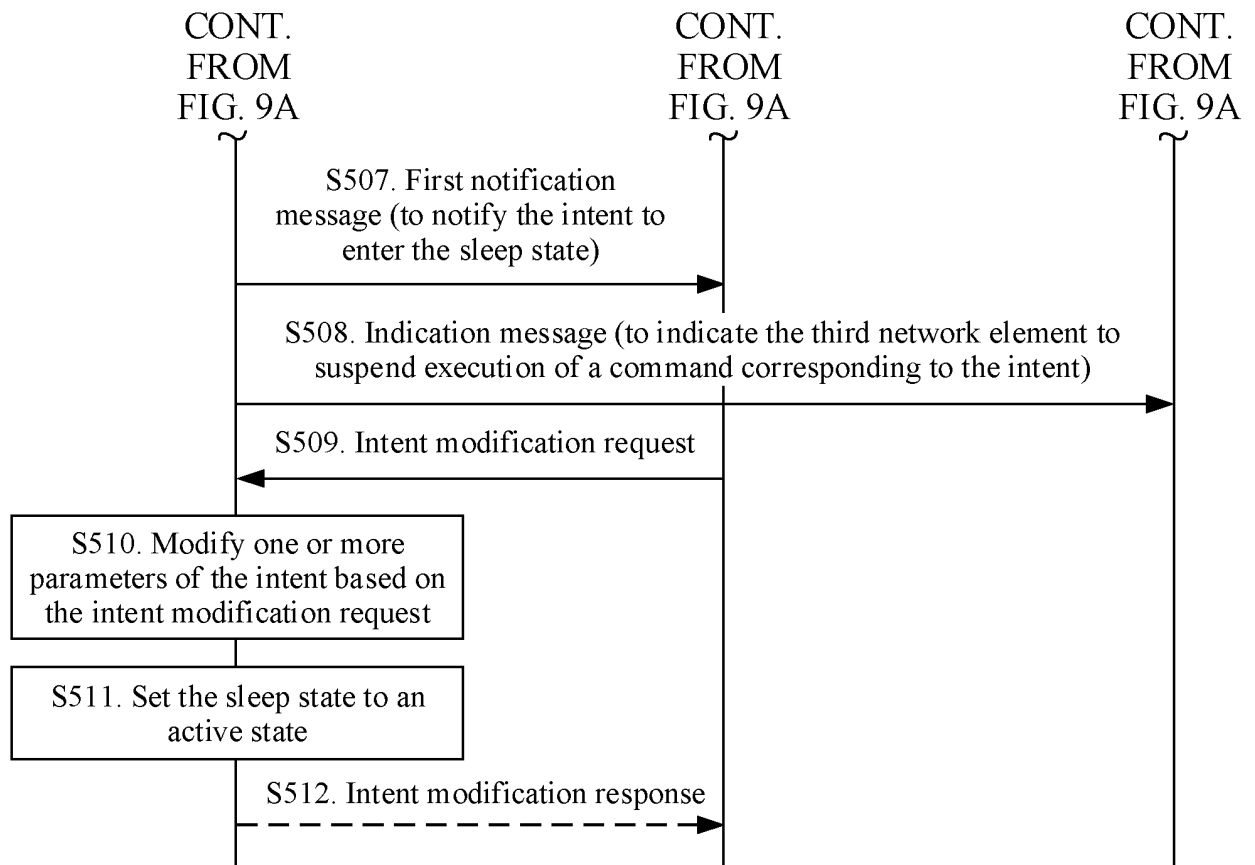 CONT.
FROM
FIG. 9A
CONT.
FROM
FIG. 9A
CONT.
FROM
FIG. 9A
S507. First notification
message (to notify the intent to
enter the sleep state)
S508. Indication message (to indicate the third network element to
suspend execution of a command corresponding to the intent)
S509. Intent modification request
S510. Modify one or more
parameters of the intent based on
the intent modification request
S511. Set the sleep state to an
active state
S512. Intent modification response